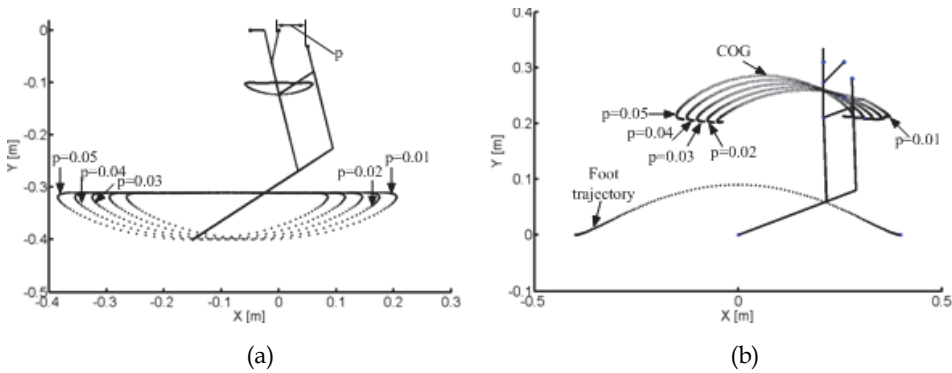 0
-0.1
-0.2
-0.3
-0.4
-0.5
Y [m]
p
p=0.05
p=0.04
p=0.03
p=0.01
p=0.02
-0.4 -0.3 -0.2 -0.1 0 0.1 0.2 0.3
X [m]
(a)
0.4
0.3
0.2
0.1
0
-0.1
Y [m]
COG
p=0.05
p=0.04
p=0.03
p=0.02
p=0.01
Foot
trajectory
-0.5 0 0.5
X [m]
(b)